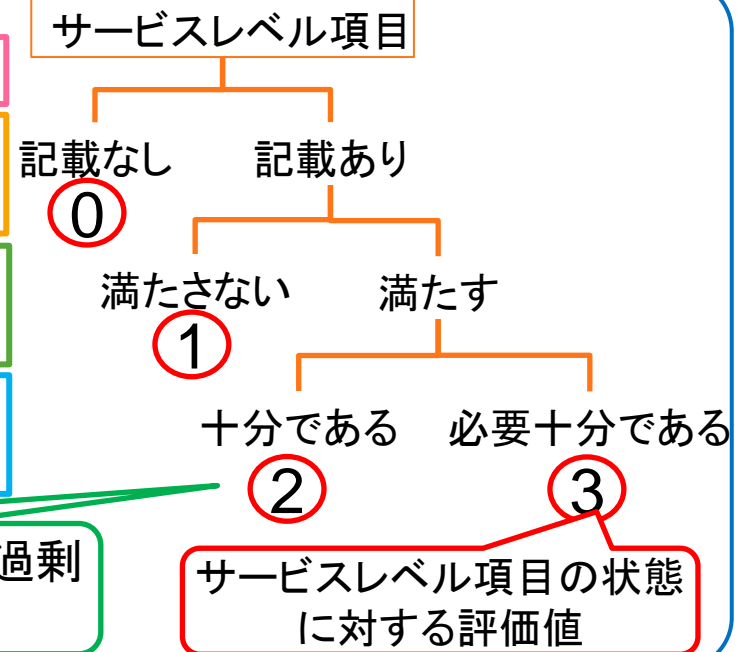 サービスレベル項目
記載なし 記載あり
0
満たさない 満たす
1
十分である 必要十分である
2 3
過剰
サービスレベル項目の状態
に対する評価値